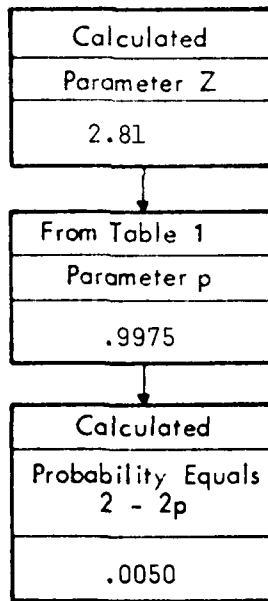 Calculated
Parameter Z
2.81
From Table 1
Parameter p
.9975
Calculated
Probability Equals
2 - 2p
.0050